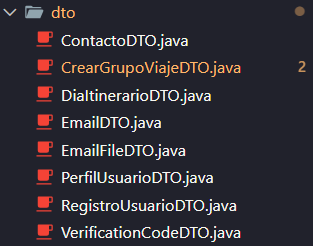 dto
ContactoDTO.java
CrearGrupoViajeDTO.java 2
DiaItinerarioDTO.java
EmailDTO.java
EmailFileDTO.java
PerfilUsuarioDTO.java
RegistroUsuarioDTO.java
VerificationCodeDTO.java